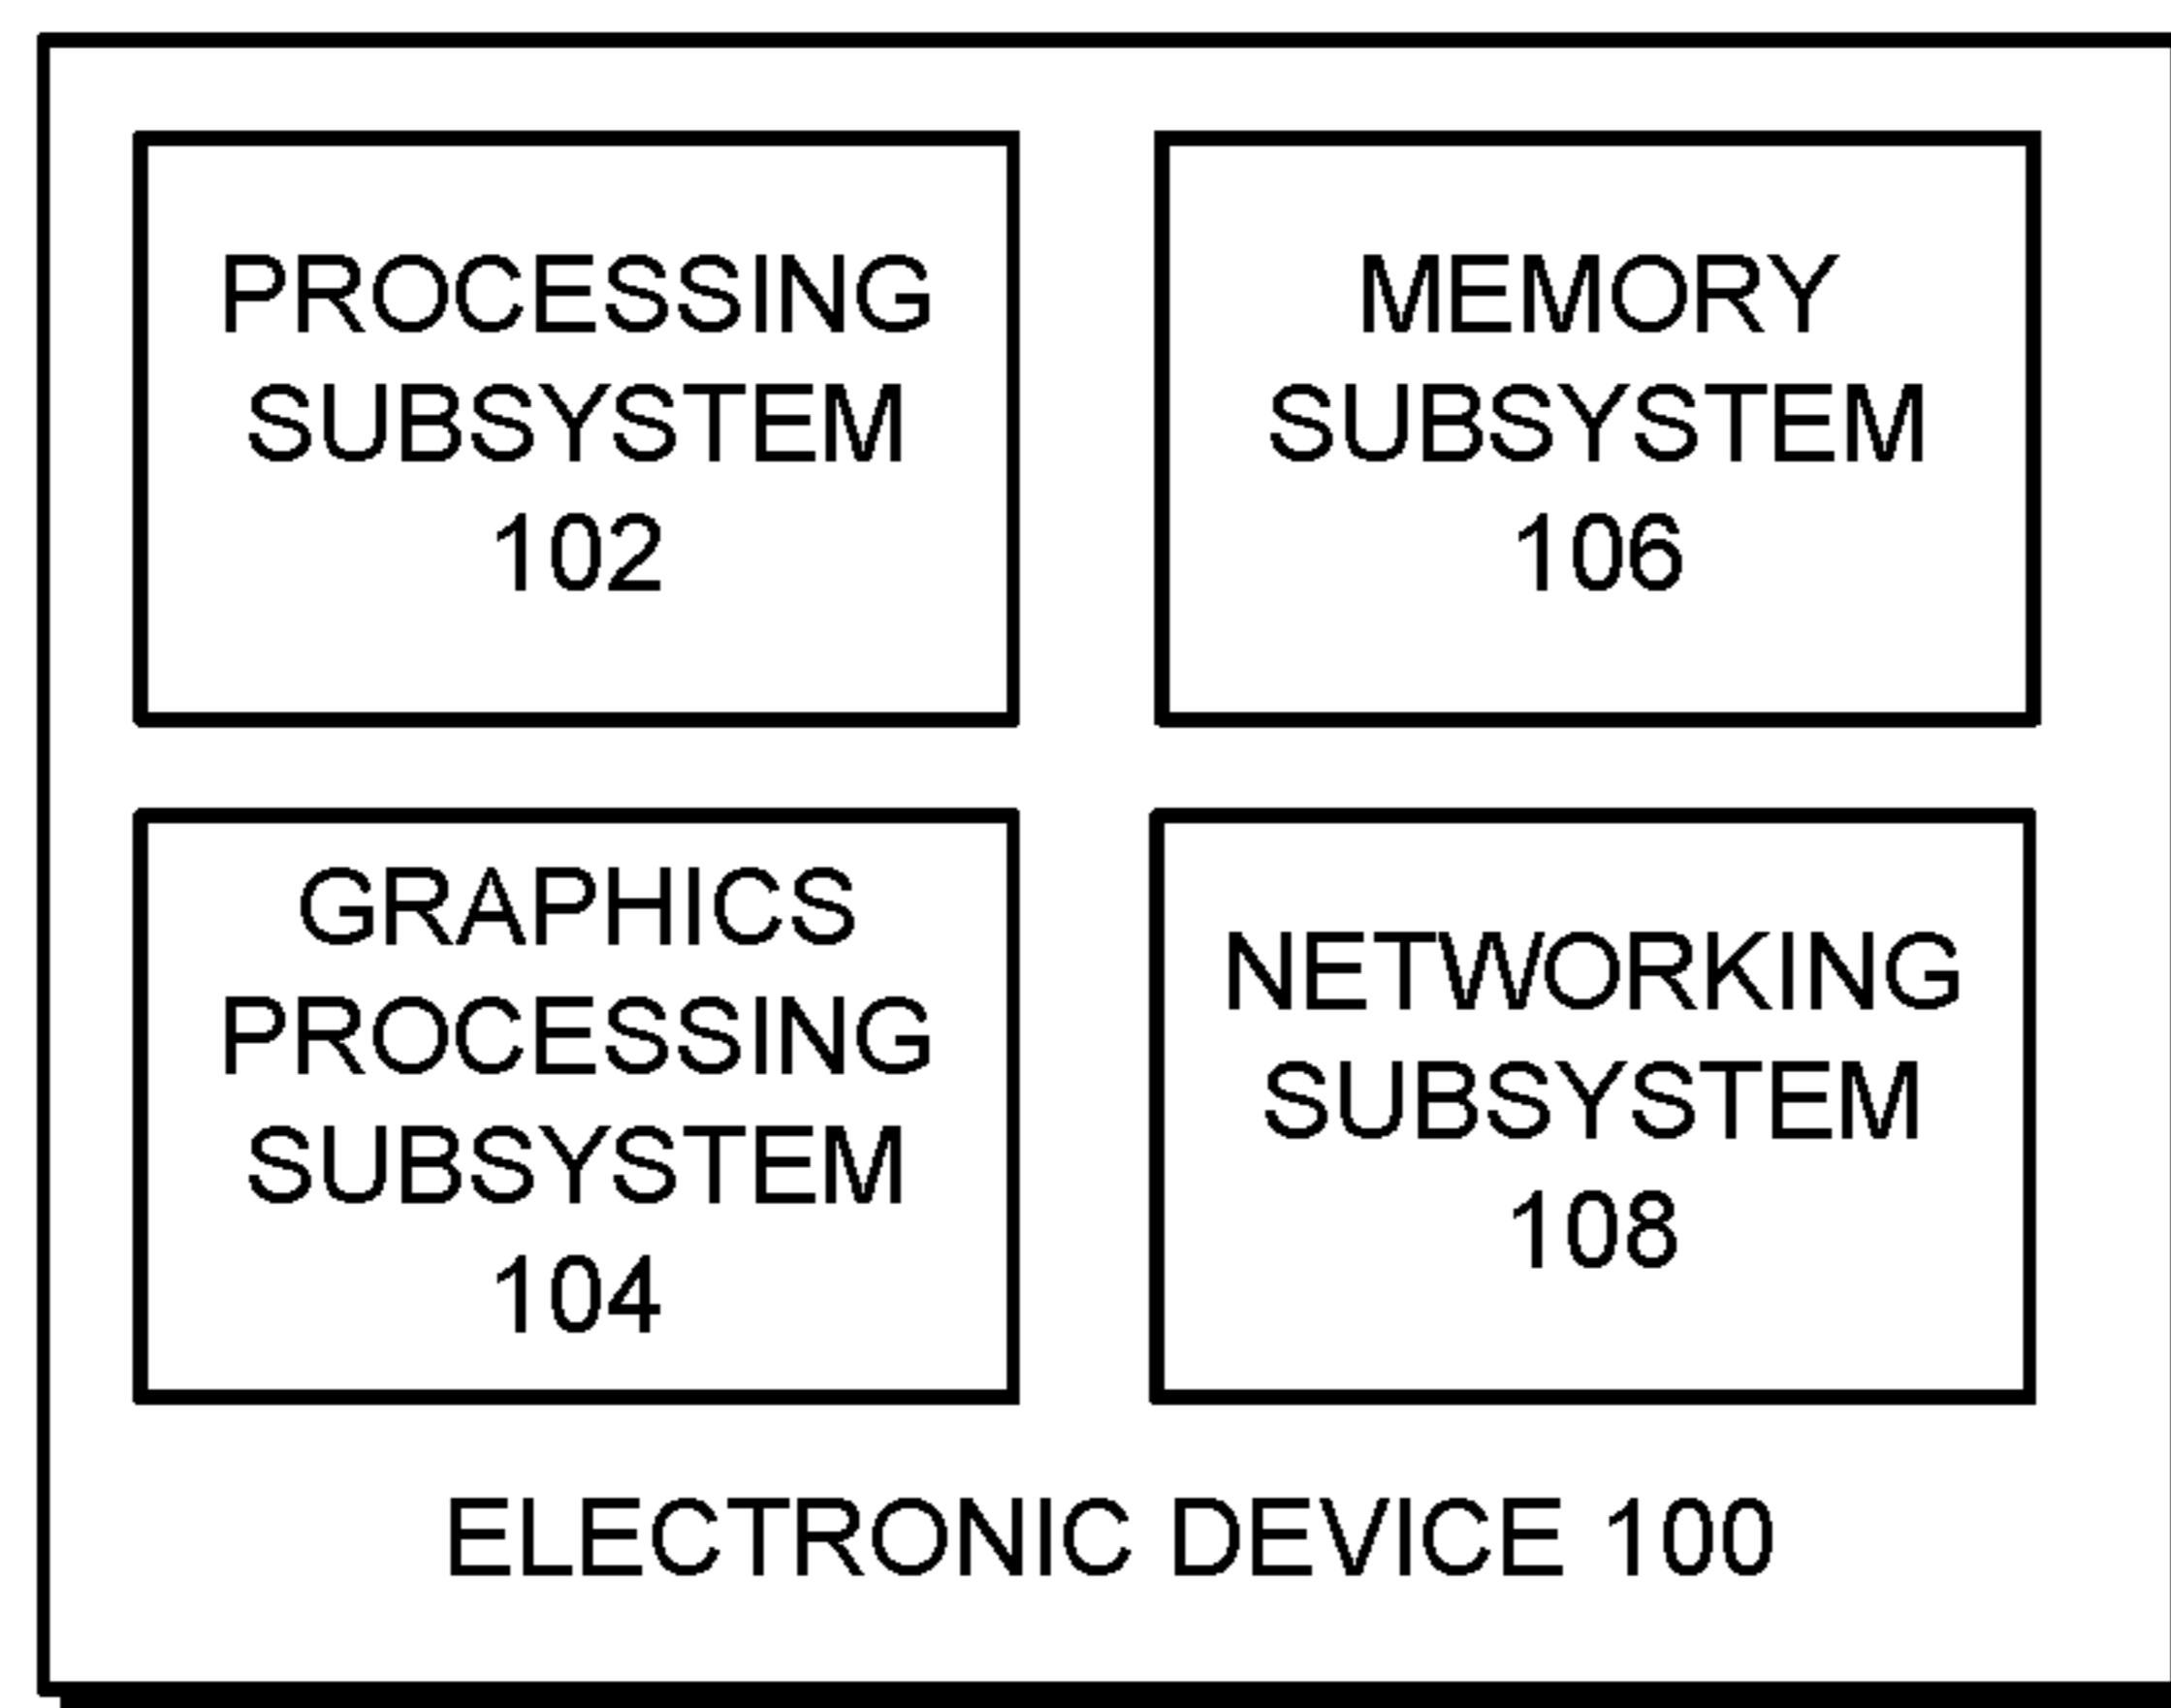 PROCESSING
SUBSYSTEM
102
MEMORY
SUBSYSTEM
106
GRAPHICS
PROCESSING
SUBSYSTEM
104
NETWORKING
SUBSYSTEM
108
ELECTRONIC DEVICE 100